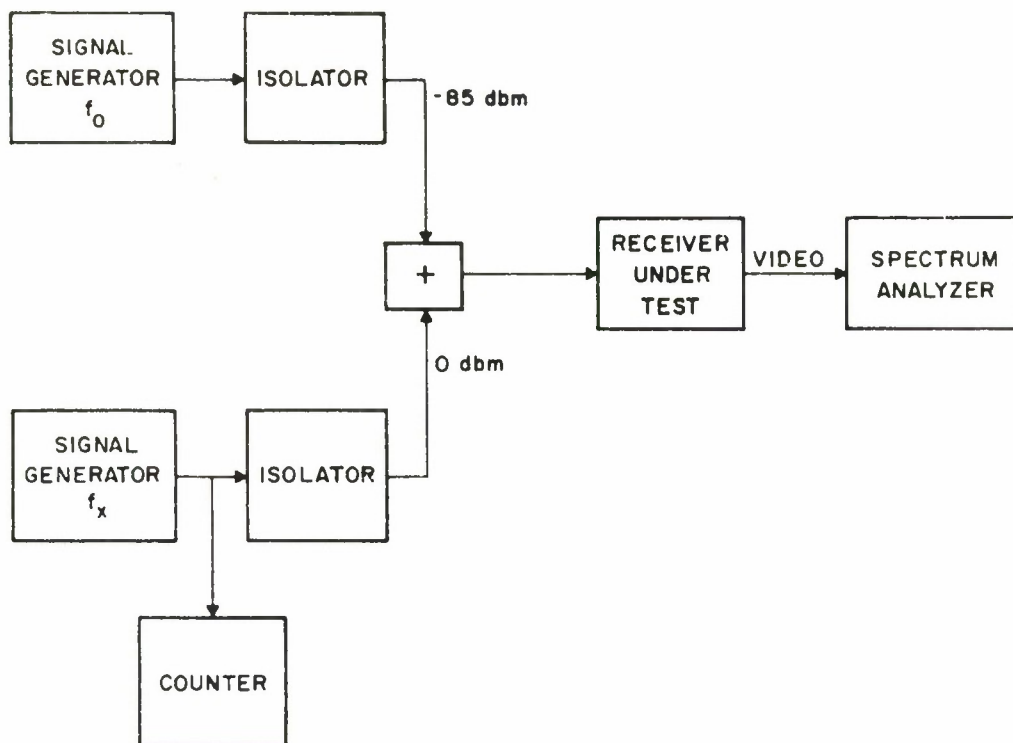 SIGNAL
GENERATOR
f₀
ISOLATOR
-85 dbm
+
RECEIVER
UNDER
TEST
VIDEO
SPECTRUM
ANALYZER
0 dbm
SIGNAL
GENERATOR
fₓ
ISOLATOR
COUNTER